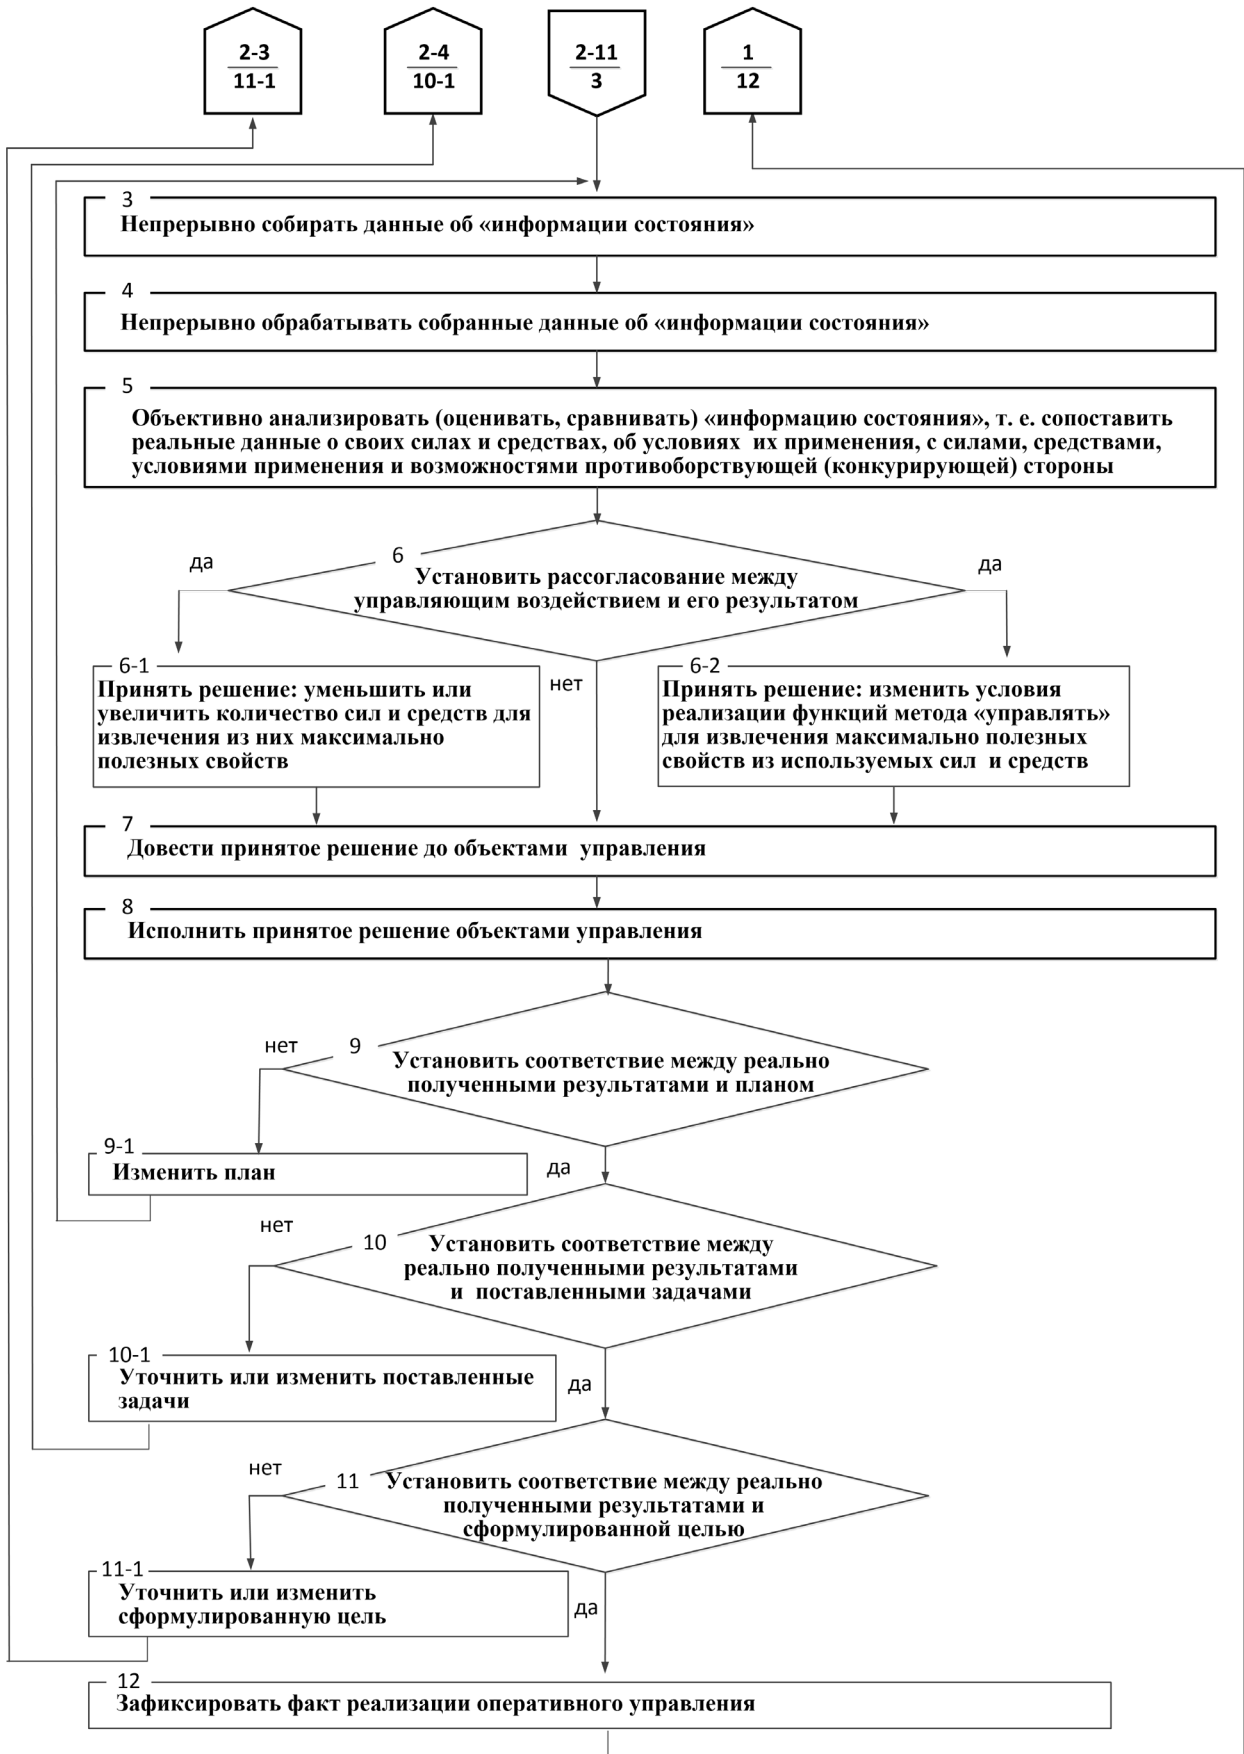 2-3
11-1
2-4
10-1
2-11
3
1
12
3
Непрерывно собирать данные об «информации состояния»
4
Непрерывно обрабатывать собранные данные об «информации состояния»
5
Объективно анализировать (оценивать, сравнивать) «информацию состояния», т. е. сопоставить
реальные данные о своих силах и средствах, об условиях их применения, с силами, средствами,
условиями применения и возможностями противоборствующей (конкурирующей) стороны
да
6
да
Установить рассогласование между
управляющим воздействием и его результатом
6-1
Принять решение: уменьшить или
увеличить количество сил и средств для
извлечения из них максимально
полезных свойств
нет
6-2
Принять решение: изменить условия
реализации функций метода «управлять»
для извлечения максимально полезных
свойств из используемых сил и средств
7
Довести принятое решение до объектами управления
8
Исполнить принятое решение объектами управления
нет
9
Установить соответствие между реально
полученными результатами и планом
9-1
Изменить план
да
нет
10
Установить соответствие между
реально полученными результатами
и поставленными задачами
10-1
Уточнить или изменить поставленные
задачи
да
нет
11
Установить соответствие между реально
полученными результатами и
сформулированной целью
11-1
Уточнить или изменить
сформулированную цель
да
12
Зафиксировать факт реализации оперативного управления